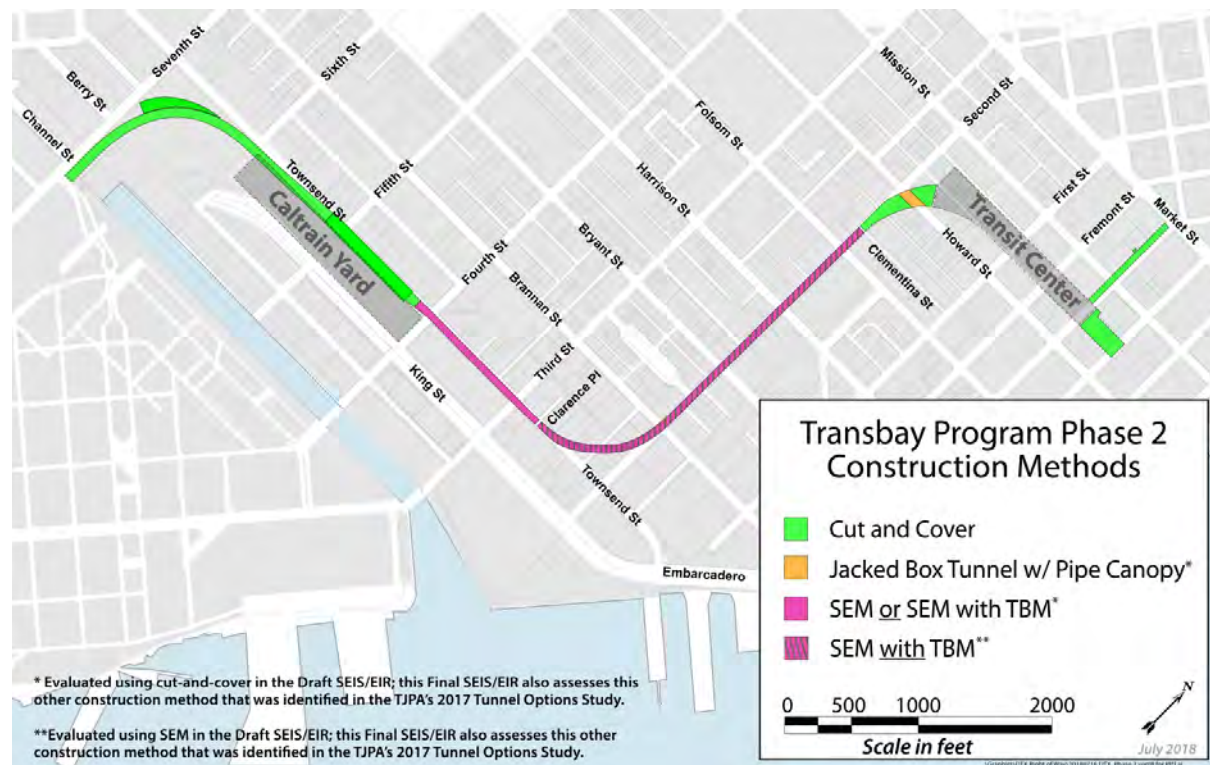 Seventh St
Sixth St
Berry St
Channel St
Mission St
Second St
Folsom St
Townsend St
Fifith St
Harrison St
First St
Fremont St
Market St
Caltrain Yard
Transit Center
Fourth St
Bryant St
Howard St
Brannan St
Clementina St
Third St
Clarence Pl
King St
Townsend St
Embarcadero
Transbay Program Phase 2
Construction Methods
Cut and Cover
Jacked Box Tunnel w/ Pipe Canopy*
SEM or SEM with TBM*
SEM with TBM**
0 500 1000 2000
Scale in feet
N
July 2018
* Evaluated using cut-and-cover in the Draft SEIS/EIR; this Final SEIS/EIR also assesses this
other construction method that was identified in the TJPA's 2017 Tunnel Options Study.
**Evaluated using SEM in the Draft SEIS/EIR; this Final SEIS/EIR also assesses this other
construction method that was identified in the TJPA's 2017 Tunnel Options Study.